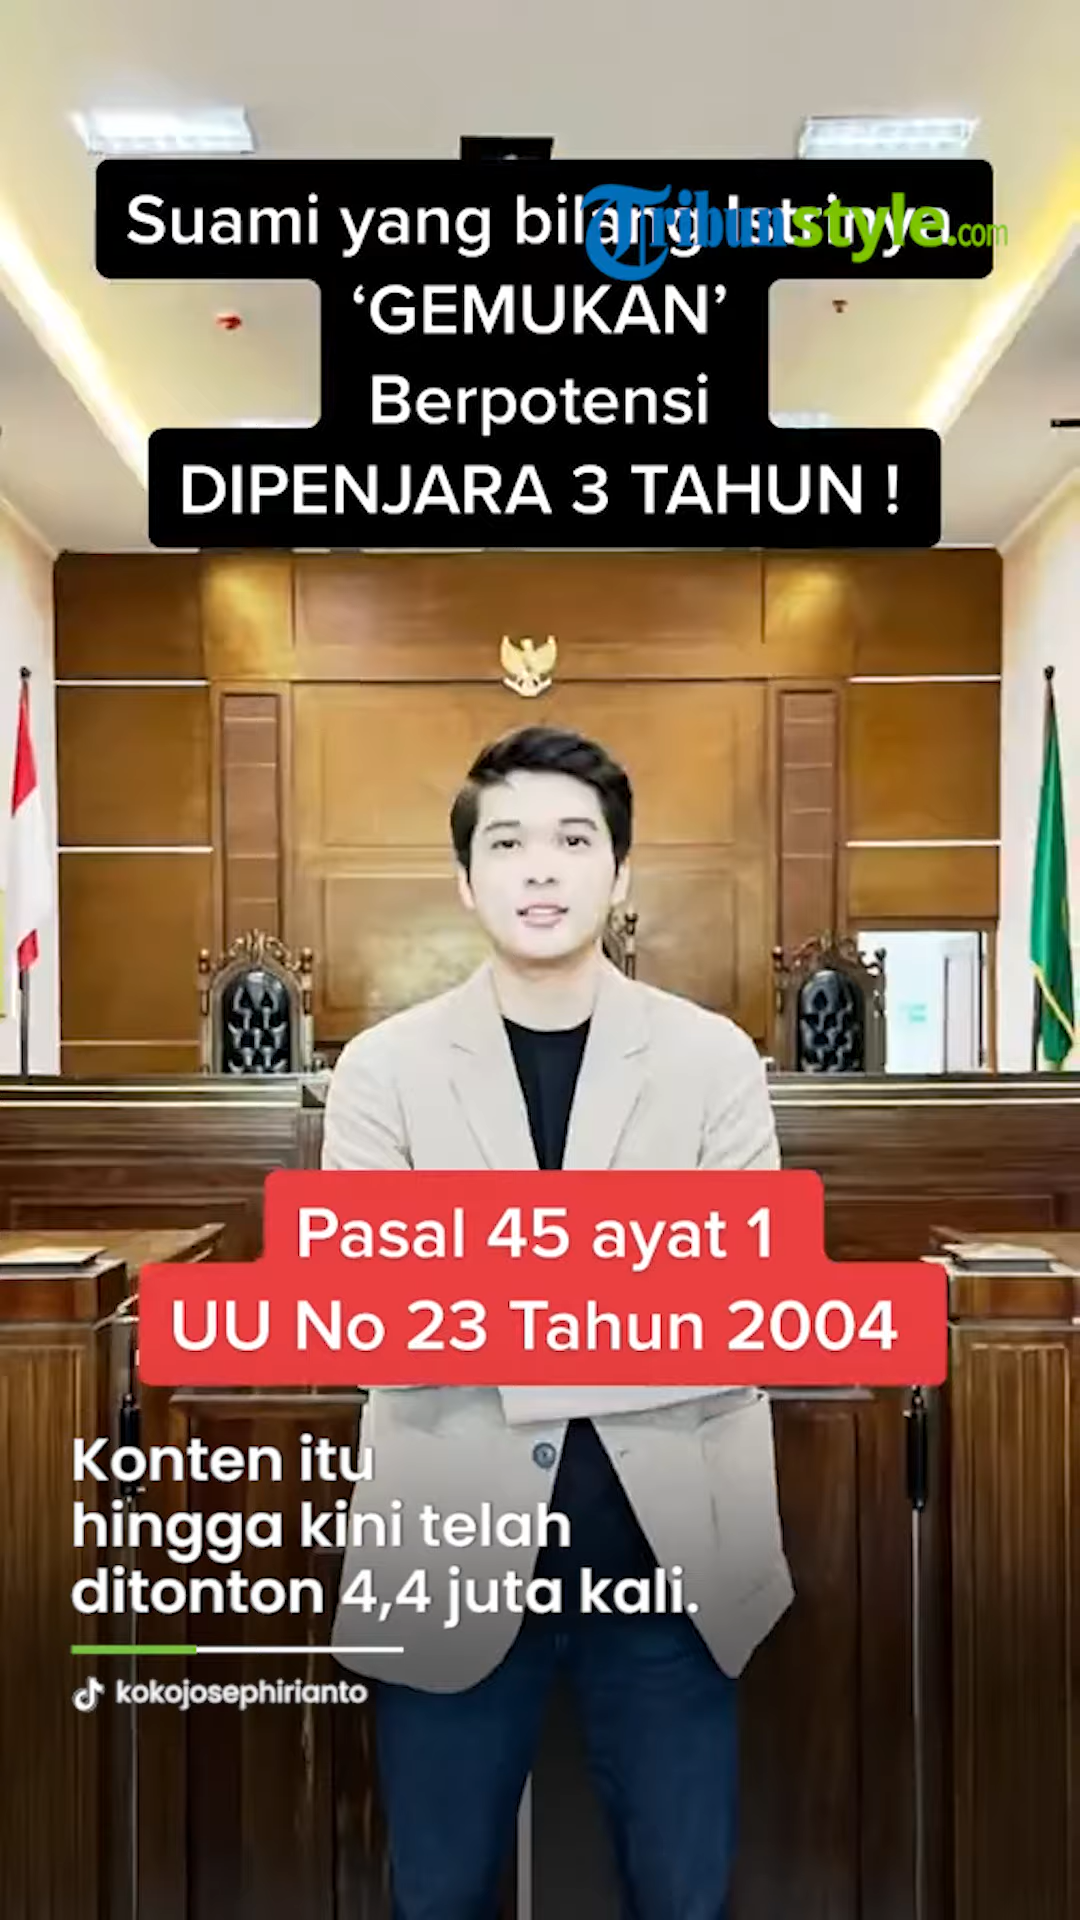 Suami yang bilang Istrinya
Tribunstyle.com
‘GEMUKAN’
Berpotensi
DIPENJARA 3 TAHUN !
Pasal 45 ayat 1
UU No 23 Tahun 2004
Konten itu
hingga kini telah
ditonton 4,4 juta kali.
kokojosephirianto